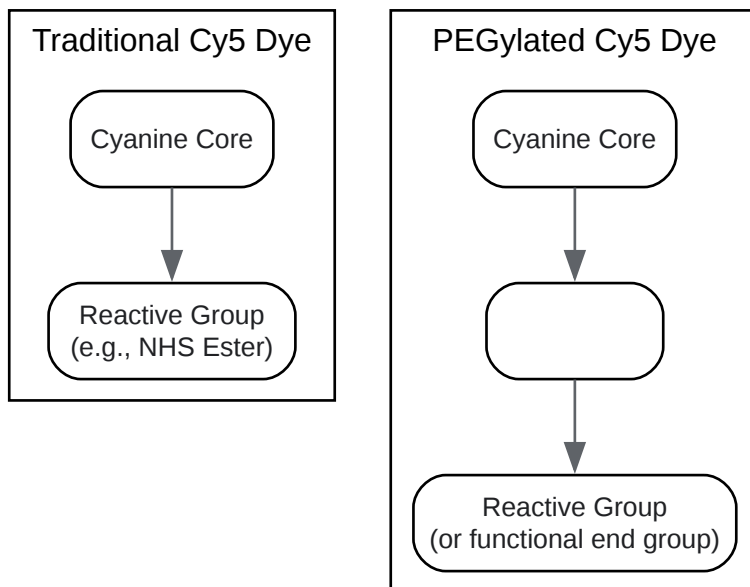 Traditional Cy5 Dye
Cyanine Core
Reactive Group
(e.g., NHS Ester)
PEGylated Cy5 Dye
Cyanine Core
Reactive Group
(or functional end group)